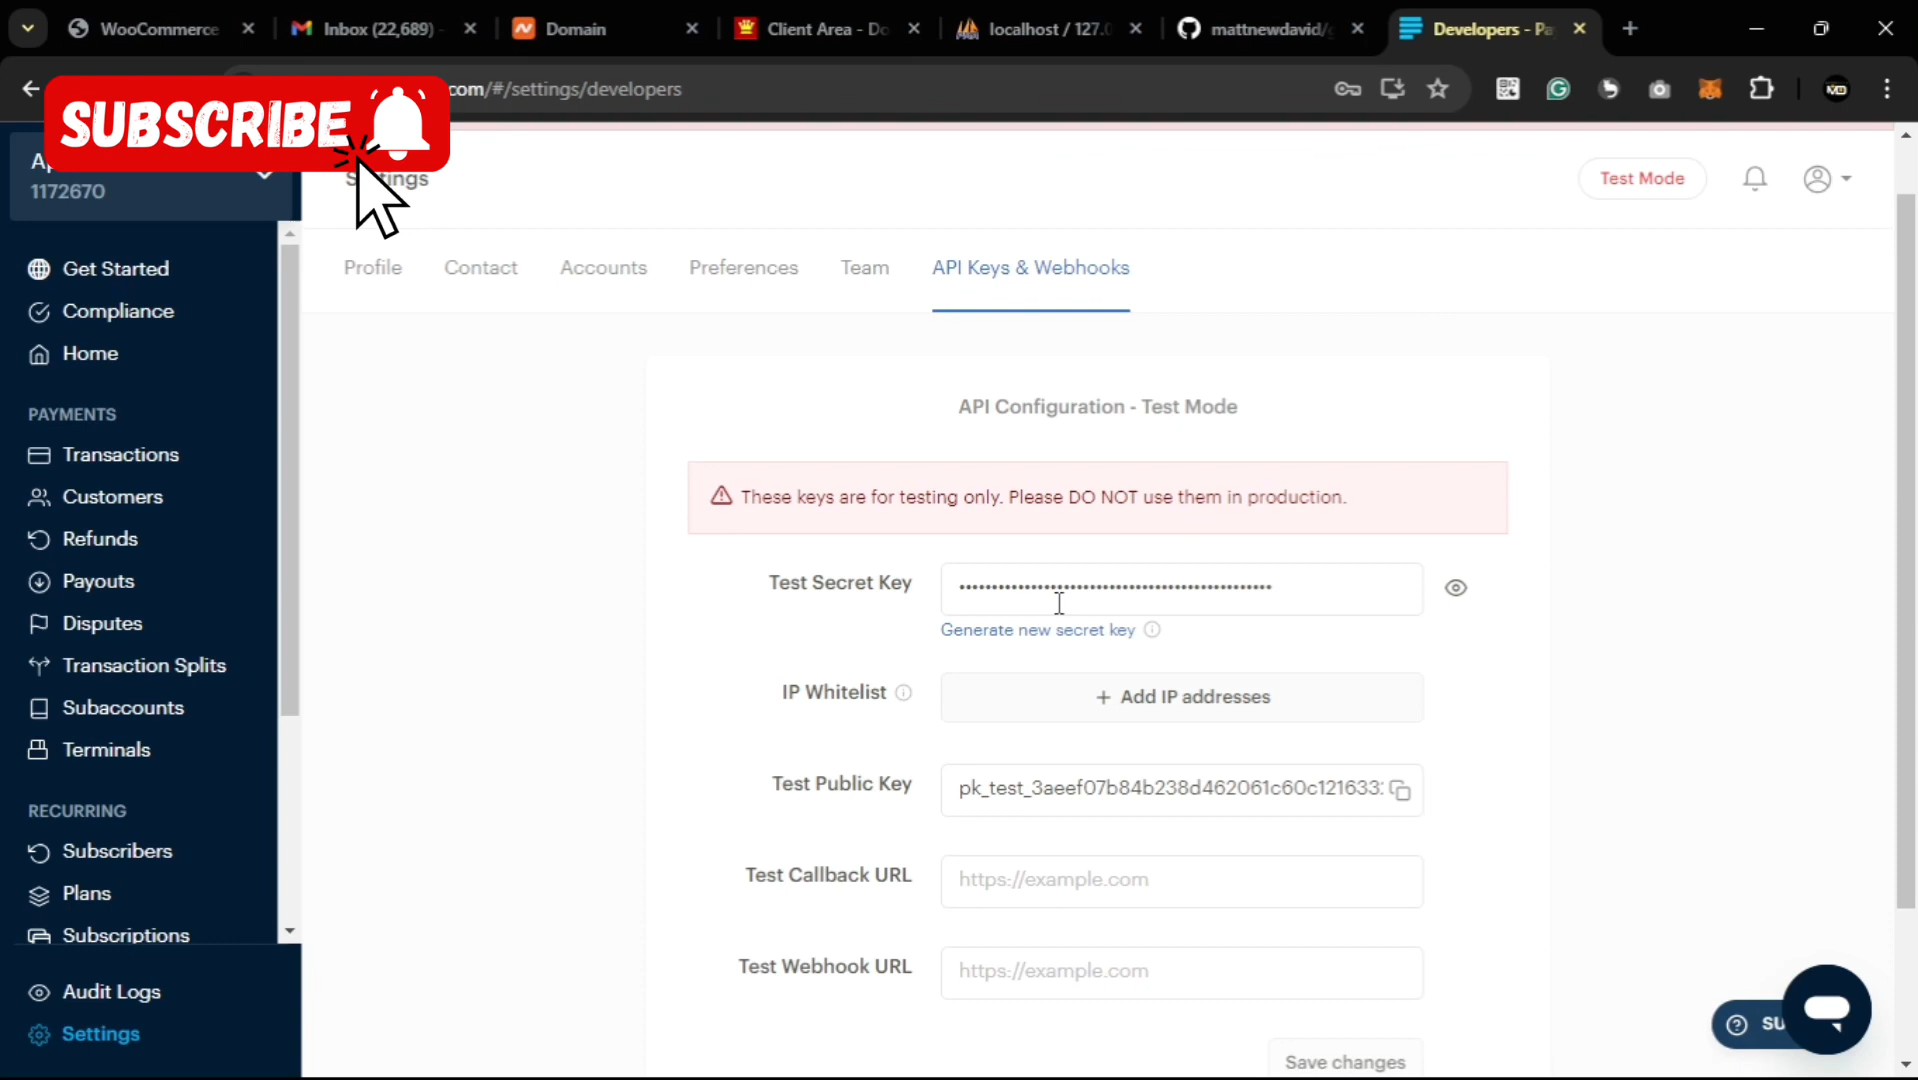 WooCommerce
Inbox (22,689)
Domain
Client Area - Do
localhost / 127.0
mattnewdavid/
Developers - Pa
com/#/settings/developers
SUBSCRIBE
1172670
Settings
Test Mode
Get Started
Compliance
Home
PAYMENTS
Transactions
Customers
Refunds
Payouts
Disputes
Transaction Splits
Subaccounts
Terminals
RECURRING
Subscribers
Plans
Subscriptions
Audit Logs
Settings
Profile Contact Accounts Preferences Team API Keys & Webhooks
API Configuration - Test Mode
These keys are for testing only. Please DO NOT use them in production.
Test Secret Key
Generate new secret key
IP Whitelist
+ Add IP addresses
Test Public Key
pk_test_3aeef07b84b238d462061c60c121633
Test Callback URL
https://example.com
Test Webhook URL
https://example.com
Save changes